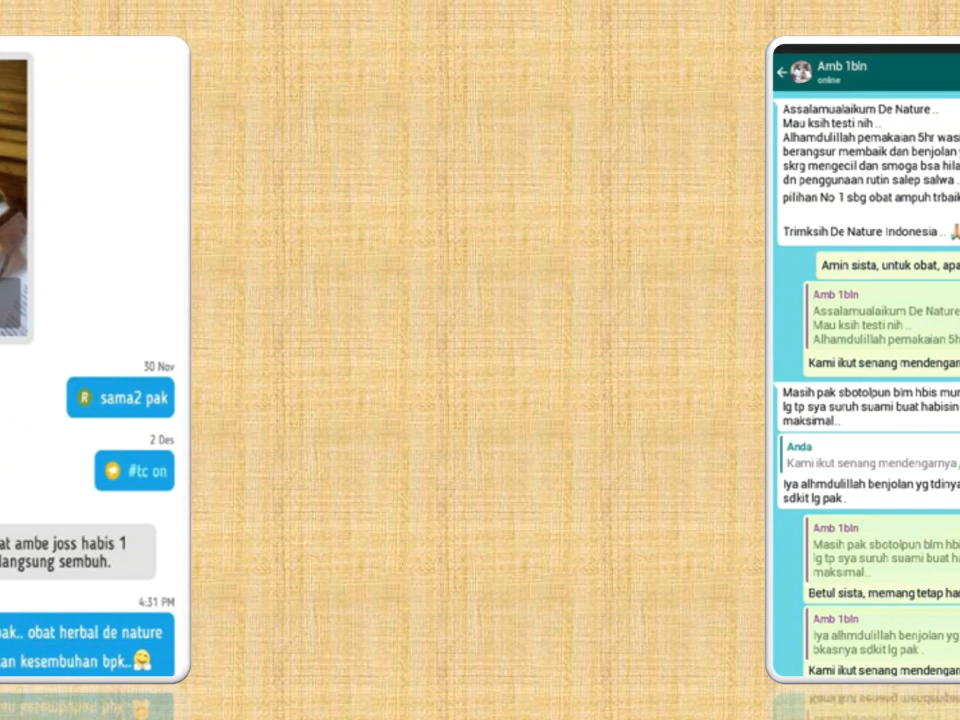 30 Nov
R sama2 pak
2 Des
#tc on
at ambe joss habis 1
langsung sembuh.
4:31 PM
pak.. obat herbal de nature
an kesembuhan bpk..
Amb 1bln
online
Assalamualaikum De Nature ..
Mau ksih testi nih ..
Alhamdulillah pemakaian 5hr wasi
berangsur membaik dan benjolan y
skrg mengecil dan smoga bsa hila
dn penggunaan rutin salep salwa ..
pilihan No 1 sbg obat ampuh trbaik
Trimksih De Nature Indonesia ..
Amin sista, untuk obat, apa
Amb 1bln
Assalamualaikum De Nature
Mau ksih testi nih ..
Alhamdulillah pemakaian 5h
Kami ikut senang mendengar
Masih pak sbotolpun blm hbis mun
lg tp sya suruh suami buat habisin
maksimal..
Anda
Kami ikut senang mendengarnya
Iya alhmdulillah benjolan yg tdinya
sdkit lg pak .
Amb 1bln
Masih pak sbotolpun blm hbi
lg tp sya suruh suami buat ha
maksimal..
Betul sista, memang tetap har
Amb 1bln
Iya alhmdulillah benjolan yg
bkasnya sdkit lg pak .
Kami ikut senang mendengar